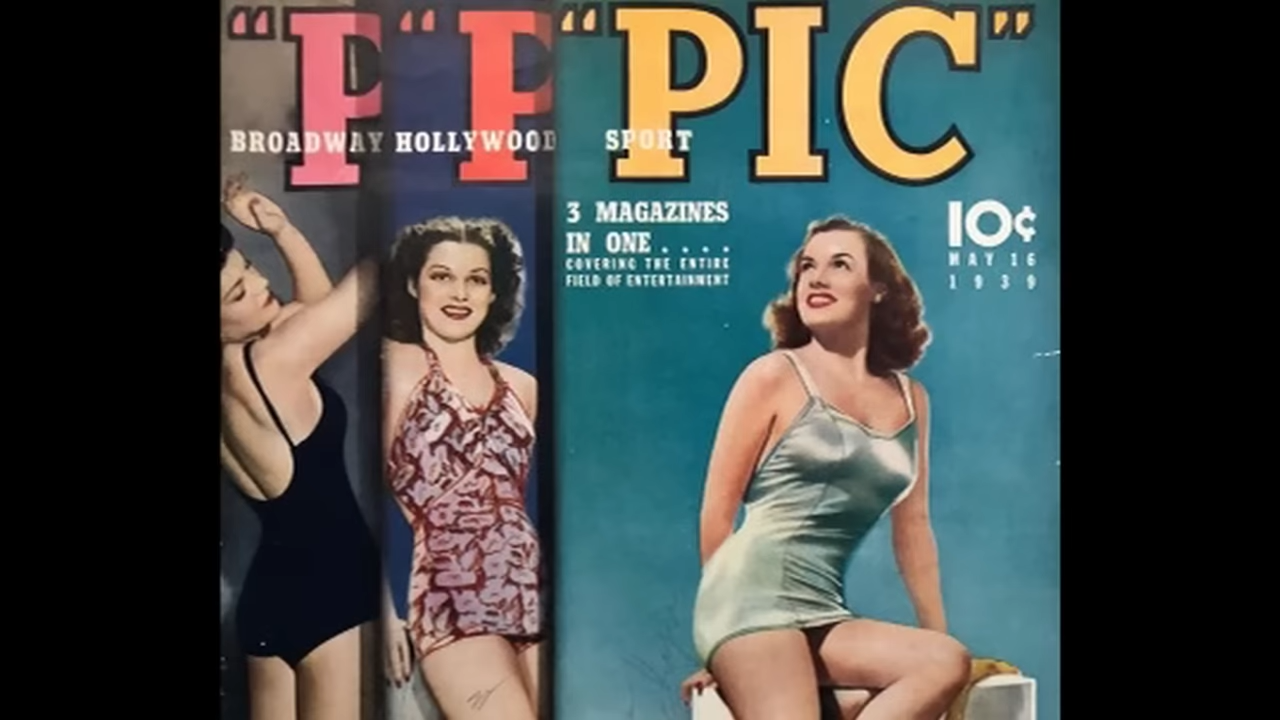 "P "P "PIC"
BROADWAY HOLLYWOOD SPORT
3 MAGAZINES
IN ONE....
COVERING THE ENTIRE
FIELD OF ENTERTAINMENT
10¢
MAY 16
1939